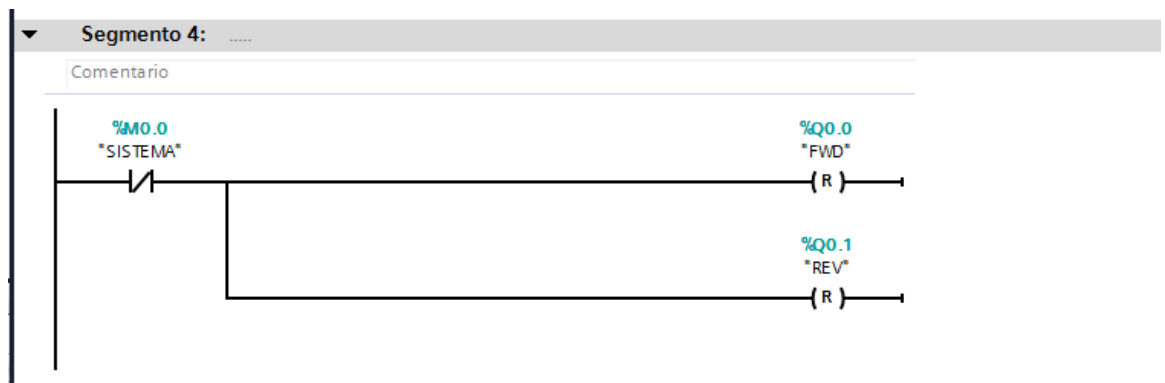 Segmento 4: .....
Comentario
%M0.0
"SISTEMA"
%Q0.0
"FWD"
R
%Q0.1
"REV"
R